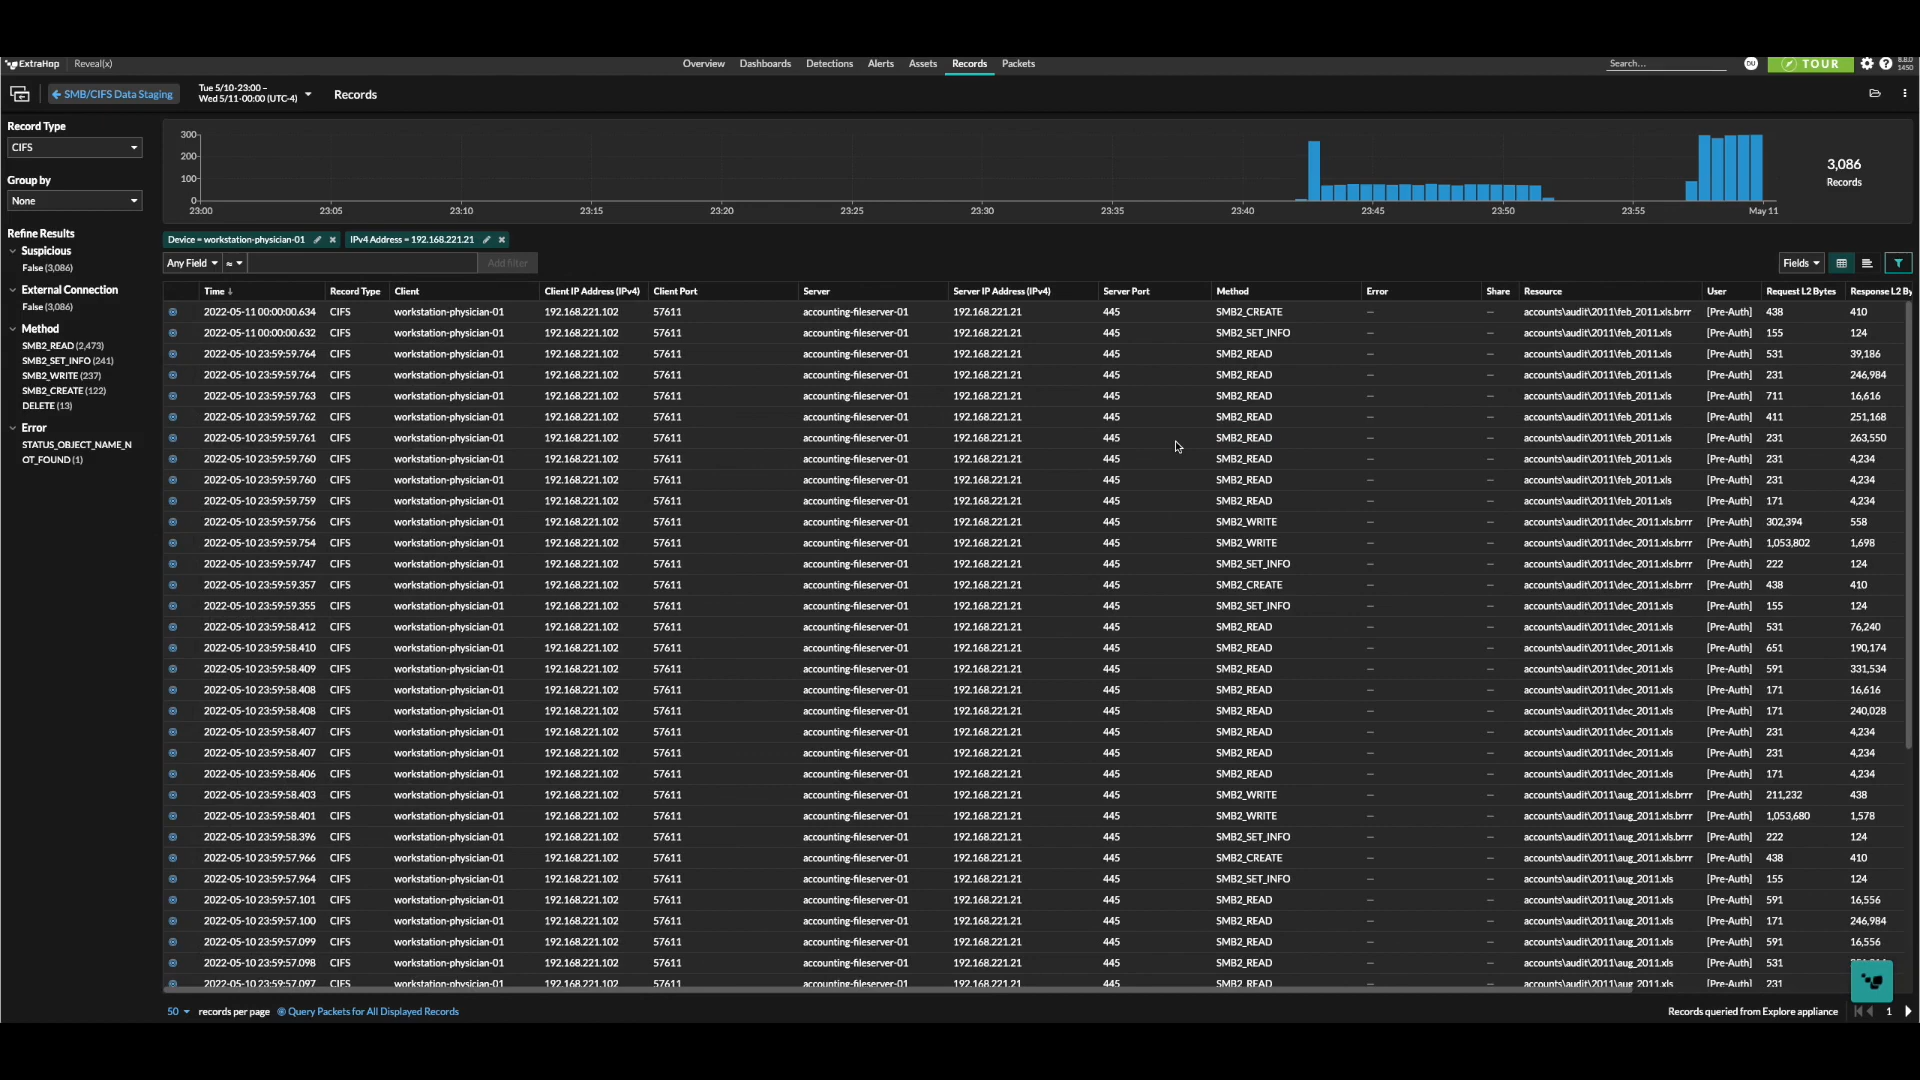 ExtraHop Reveal(x) Overview Dashboards Detections Alerts Assets Records Packets Search... DU TOUR 8.8.0
1450
SMB/CIFS Data Staging Tue 5/10-23:00 –
Wed 5/11-00:00 (UTC-4) Records
Record Type
CIFS
Group by
None
Refine Results
Suspicious
False (3,086)
External Connection
False (3,086)
Method
SMB2_READ (2,473)
SMB2_SET_INFO (241)
SMB2_WRITE (237)
SMB2_CREATE (122)
DELETE (13)
Error
STATUS_OBJECT_NAME_N
OT_FOUND (1)
300
200
100
0
23:00 23:05 23:10 23:15 23:20 23:25 23:30 23:35 23:40 23:45 23:50 23:55 May 11
3,086
Records
Device = workstation-physician-01 IPv4 Address = 192.168.221.21
Any Field ≈ Add filter Fields
Time ↓ Record Type Client Client IP Address (IPv4) Client Port Server Server IP Address (IPv4) Server Port Method Error Share Resource User Request L2 Bytes Response L2 By
2022-05-11 00:00:00.634 CIFS workstation-physician-01 192.168.221.102 57611 accounting-fileserver-01 192.168.221.21 445 SMB2_CREATE — — accounts\audit\2011\feb_2011.xls.brrr [Pre-Auth] 438 410
2022-05-11 00:00:00.632 CIFS workstation-physician-01 192.168.221.102 57611 accounting-fileserver-01 192.168.221.21 445 SMB2_SET_INFO — — accounts\audit\2011\feb_2011.xls [Pre-Auth] 155 124
2022-05-10 23:59:59.764 CIFS workstation-physician-01 192.168.221.102 57611 accounting-fileserver-01 192.168.221.21 445 SMB2_READ — — accounts\audit\2011\feb_2011.xls [Pre-Auth] 531 39,186
2022-05-10 23:59:59.764 CIFS workstation-physician-01 192.168.221.102 57611 accounting-fileserver-01 192.168.221.21 445 SMB2_READ — — accounts\audit\2011\feb_2011.xls [Pre-Auth] 231 246,984
2022-05-10 23:59:59.763 CIFS workstation-physician-01 192.168.221.102 57611 accounting-fileserver-01 192.168.221.21 445 SMB2_READ — — accounts\audit\2011\feb_2011.xls [Pre-Auth] 711 16,616
2022-05-10 23:59:59.762 CIFS workstation-physician-01 192.168.221.102 57611 accounting-fileserver-01 192.168.221.21 445 SMB2_READ — — accounts\audit\2011\feb_2011.xls [Pre-Auth] 411 251,168
2022-05-10 23:59:59.761 CIFS workstation-physician-01 192.168.221.102 57611 accounting-fileserver-01 192.168.221.21 445 SMB2_READ — — accounts\audit\2011\feb_2011.xls [Pre-Auth] 231 263,550
2022-05-10 23:59:59.760 CIFS workstation-physician-01 192.168.221.102 57611 accounting-fileserver-01 192.168.221.21 445 SMB2_READ — — accounts\audit\2011\feb_2011.xls [Pre-Auth] 231 4,234
2022-05-10 23:59:59.760 CIFS workstation-physician-01 192.168.221.102 57611 accounting-fileserver-01 192.168.221.21 445 SMB2_READ — — accounts\audit\2011\feb_2011.xls [Pre-Auth] 231 4,234
2022-05-10 23:59:59.759 CIFS workstation-physician-01 192.168.221.102 57611 accounting-fileserver-01 192.168.221.21 445 SMB2_READ — — accounts\audit\2011\feb_2011.xls [Pre-Auth] 171 4,234
2022-05-10 23:59:59.756 CIFS workstation-physician-01 192.168.221.102 57611 accounting-fileserver-01 192.168.221.21 445 SMB2_WRITE — — accounts\audit\2011\dec_2011.xls.brrr [Pre-Auth] 302,394 558
2022-05-10 23:59:59.754 CIFS workstation-physician-01 192.168.221.102 57611 accounting-fileserver-01 192.168.221.21 445 SMB2_WRITE — — accounts\audit\2011\dec_2011.xls.brrr [Pre-Auth] 1,053,802 1,698
2022-05-10 23:59:59.747 CIFS workstation-physician-01 192.168.221.102 57611 accounting-fileserver-01 192.168.221.21 445 SMB2_SET_INFO — — accounts\audit\2011\dec_2011.xls.brrr [Pre-Auth] 222 124
2022-05-10 23:59:59.357 CIFS workstation-physician-01 192.168.221.102 57611 accounting-fileserver-01 192.168.221.21 445 SMB2_CREATE — — accounts\audit\2011\dec_2011.xls.brrr [Pre-Auth] 438 410
2022-05-10 23:59:59.355 CIFS workstation-physician-01 192.168.221.102 57611 accounting-fileserver-01 192.168.221.21 445 SMB2_SET_INFO — — accounts\audit\2011\dec_2011.xls [Pre-Auth] 155 124
2022-05-10 23:59:58.412 CIFS workstation-physician-01 192.168.221.102 57611 accounting-fileserver-01 192.168.221.21 445 SMB2_READ — — accounts\audit\2011\dec_2011.xls [Pre-Auth] 531 76,240
2022-05-10 23:59:58.410 CIFS workstation-physician-01 192.168.221.102 57611 accounting-fileserver-01 192.168.221.21 445 SMB2_READ — — accounts\audit\2011\dec_2011.xls [Pre-Auth] 651 190,174
2022-05-10 23:59:58.409 CIFS workstation-physician-01 192.168.221.102 57611 accounting-fileserver-01 192.168.221.21 445 SMB2_READ — — accounts\audit\2011\dec_2011.xls [Pre-Auth] 591 331,534
2022-05-10 23:59:58.408 CIFS workstation-physician-01 192.168.221.102 57611 accounting-fileserver-01 192.168.221.21 445 SMB2_READ — — accounts\audit\2011\dec_2011.xls [Pre-Auth] 171 16,616
2022-05-10 23:59:58.408 CIFS workstation-physician-01 192.168.221.102 57611 accounting-fileserver-01 192.168.221.21 445 SMB2_READ — — accounts\audit\2011\dec_2011.xls [Pre-Auth] 171 240,028
2022-05-10 23:59:58.407 CIFS workstation-physician-01 192.168.221.102 57611 accounting-fileserver-01 192.168.221.21 445 SMB2_READ — — accounts\audit\2011\dec_2011.xls [Pre-Auth] 231 4,234
2022-05-10 23:59:58.407 CIFS workstation-physician-01 192.168.221.102 57611 accounting-fileserver-01 192.168.221.21 445 SMB2_READ — — accounts\audit\2011\dec_2011.xls [Pre-Auth] 231 4,234
2022-05-10 23:59:58.406 CIFS workstation-physician-01 192.168.221.102 57611 accounting-fileserver-01 192.168.221.21 445 SMB2_READ — — accounts\audit\2011\dec_2011.xls [Pre-Auth] 171 4,234
2022-05-10 23:59:58.403 CIFS workstation-physician-01 192.168.221.102 57611 accounting-fileserver-01 192.168.221.21 445 SMB2_WRITE — — accounts\audit\2011\aug_2011.xls.brrr [Pre-Auth] 211,232 438
2022-05-10 23:59:58.401 CIFS workstation-physician-01 192.168.221.102 57611 accounting-fileserver-01 192.168.221.21 445 SMB2_WRITE — — accounts\audit\2011\aug_2011.xls.brrr [Pre-Auth] 1,053,680 1,578
2022-05-10 23:59:58.396 CIFS workstation-physician-01 192.168.221.102 57611 accounting-fileserver-01 192.168.221.21 445 SMB2_SET_INFO — — accounts\audit\2011\aug_2011.xls.brrr [Pre-Auth] 222 124
2022-05-10 23:59:57.966 CIFS workstation-physician-01 192.168.221.102 57611 accounting-fileserver-01 192.168.221.21 445 SMB2_CREATE — — accounts\audit\2011\aug_2011.xls.brrr [Pre-Auth] 438 410
2022-05-10 23:59:57.964 CIFS workstation-physician-01 192.168.221.102 57611 accounting-fileserver-01 192.168.221.21 445 SMB2_SET_INFO — — accounts\audit\2011\aug_2011.xls [Pre-Auth] 155 124
2022-05-10 23:59:57.101 CIFS workstation-physician-01 192.168.221.102 57611 accounting-fileserver-01 192.168.221.21 445 SMB2_READ — — accounts\audit\2011\aug_2011.xls [Pre-Auth] 591 16,556
2022-05-10 23:59:57.100 CIFS workstation-physician-01 192.168.221.102 57611 accounting-fileserver-01 192.168.221.21 445 SMB2_READ — — accounts\audit\2011\aug_2011.xls [Pre-Auth] 171 246,984
2022-05-10 23:59:57.099 CIFS workstation-physician-01 192.168.221.102 57611 accounting-fileserver-01 192.168.221.21 445 SMB2_READ — — accounts\audit\2011\aug_2011.xls [Pre-Auth] 591 16,556
2022-05-10 23:59:57.098 CIFS workstation-physician-01 192.168.221.102 57611 accounting-fileserver-01 192.168.221.21 445 SMB2_READ — — accounts\audit\2011\aug_2011.xls [Pre-Auth] 531
2022-05-10 23:59:57.097 CIFS workstation-physician-01 192.168.221.102 57611 accounting-fileserver-01 192.168.221.21 445 SMB2_READ — — accounts\audit\2011\aug_2011.xls [Pre-Auth] 231
50 records per page Query Packets for All Displayed Records Records queried from Explore appliance 1